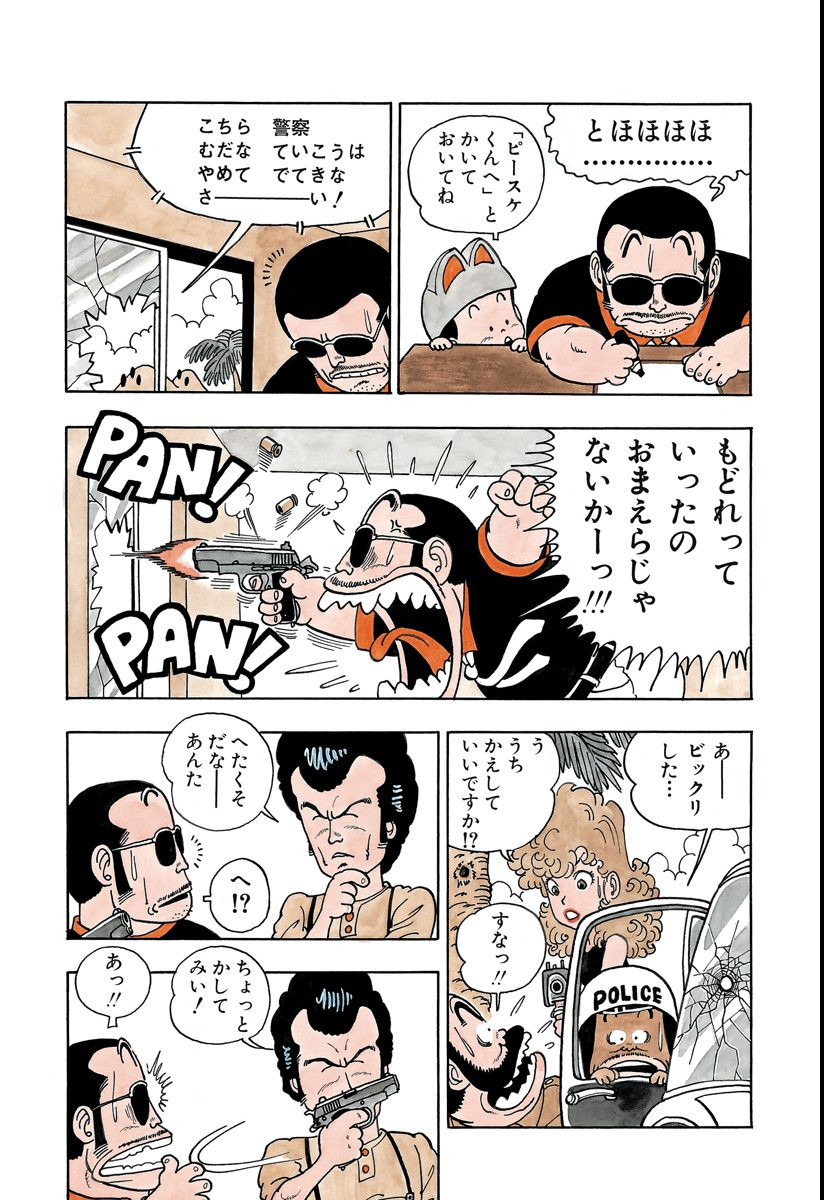 とほほほほ
……………
「ピースケ
くんへ」と
かいて
おいてね
こちら 警察
むだな ていこうは
やめて でてきな
さ―――い!
もどれって
いったの
おまえらじゃ
ないかーっ!!!
PAN!
PAN!
あ――
ビックリ
した…
う
うち
かえして
いいですか!?
すなっ!!
POLICE
へたくそ
だな――
あんた
へ!?
ちょっと
かして
みい!
あっ!!